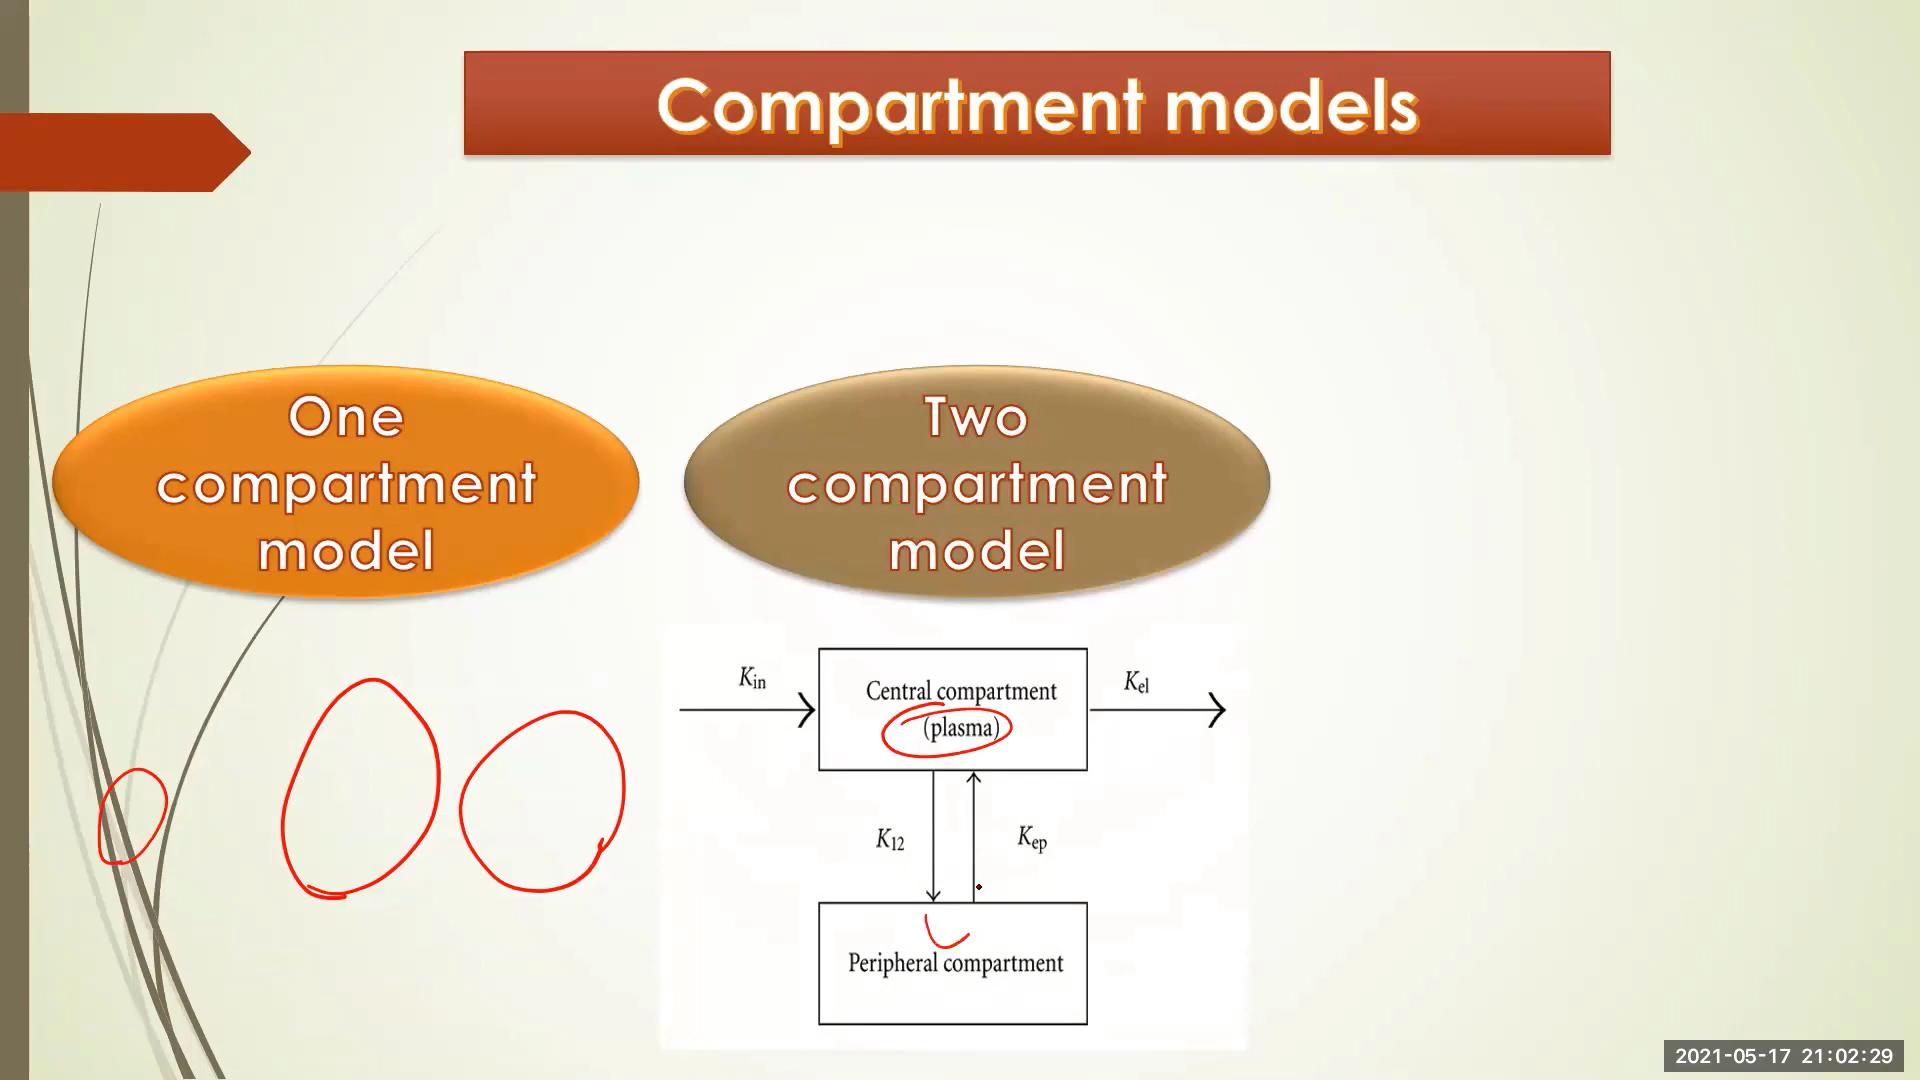 Compartment models
One
compartment
model
Two
compartment
model
Kin
Central compartment
(plasma)
Kel
K12
Kep
Peripheral compartment
2021-05-17 21:02:29